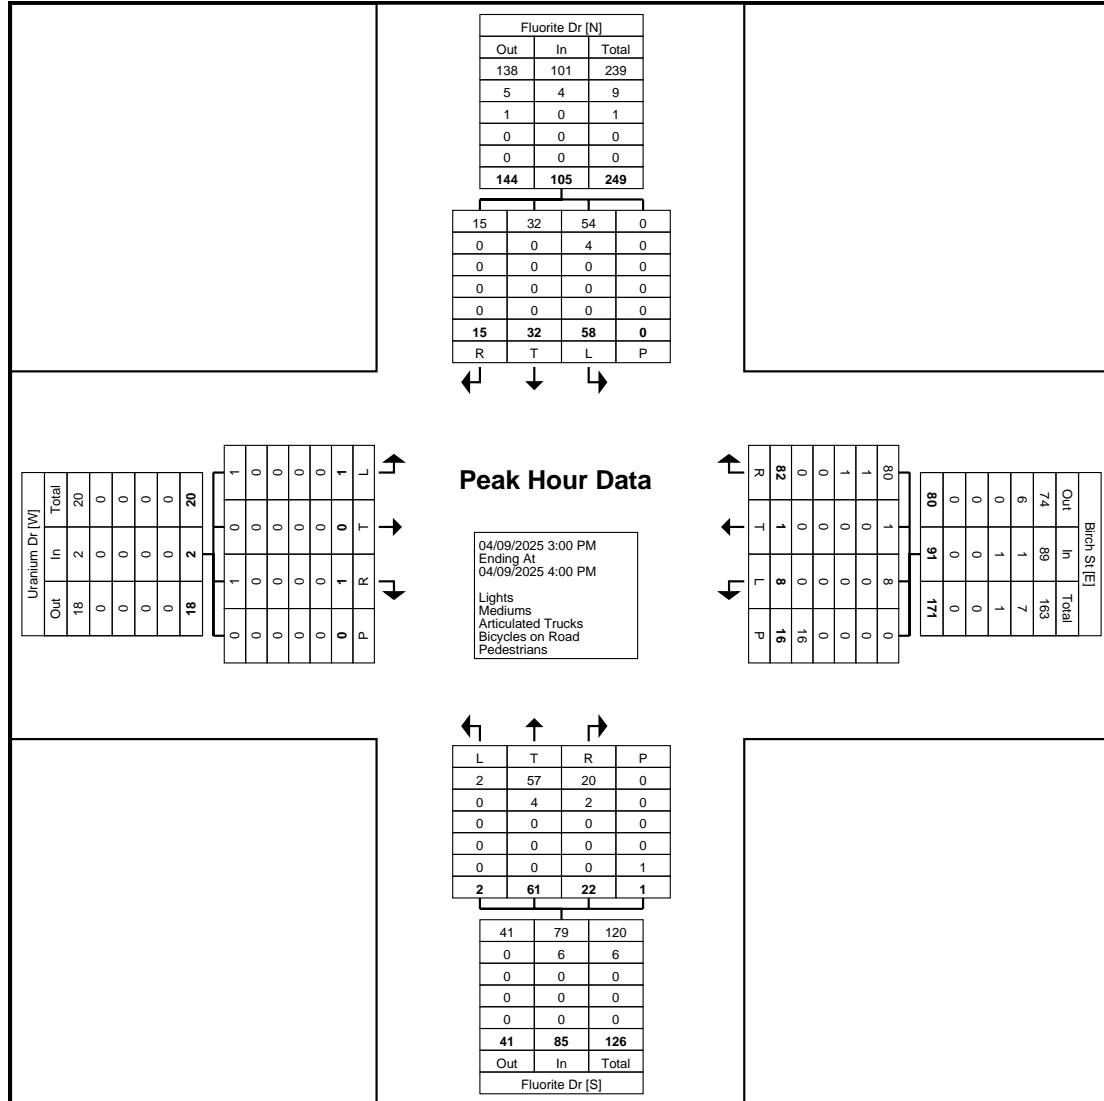 Fluorite Dr [N]
Out In Total
138 101 239
5 4 9
1 0 1
0 0 0
0 0 0
144 105 249
15 32 54 0
0 0 4 0
0 0 0 0
0 0 0 0
0 0 0 0
15 32 58 0
R T L P
Uranium Dr [W]
Total In Out
20 2 18
0 0 0
0 0 0
0 0 0
0 0 0
20 2 18
1 0 1 0
0 0 0 0
0 0 0 0
0 0 0 0
0 0 0 0
1 0 1 0
L T R P
Peak Hour Data
04/09/2025 3:00 PM
Ending At
04/09/2025 4:00 PM
Lights
Mediums
Articulated Trucks
Bicycles on Road
Pedestrians
Birch St [E]
Out In Total
74 89 163
6 1 7
0 1 1
0 0 0
0 0 0
80 91 171
80 1 8 0
1 0 0 0
1 0 0 0
0 0 0 0
0 0 0 16
82 1 8 16
R T L P
L T R P
2 57 20 0
0 4 2 0
0 0 0 0
0 0 0 0
0 0 0 1
2 61 22 1
41 79 120
0 6 6
0 0 0
0 0 0
0 0 0
41 85 126
Out In Total
Fluorite Dr [S]